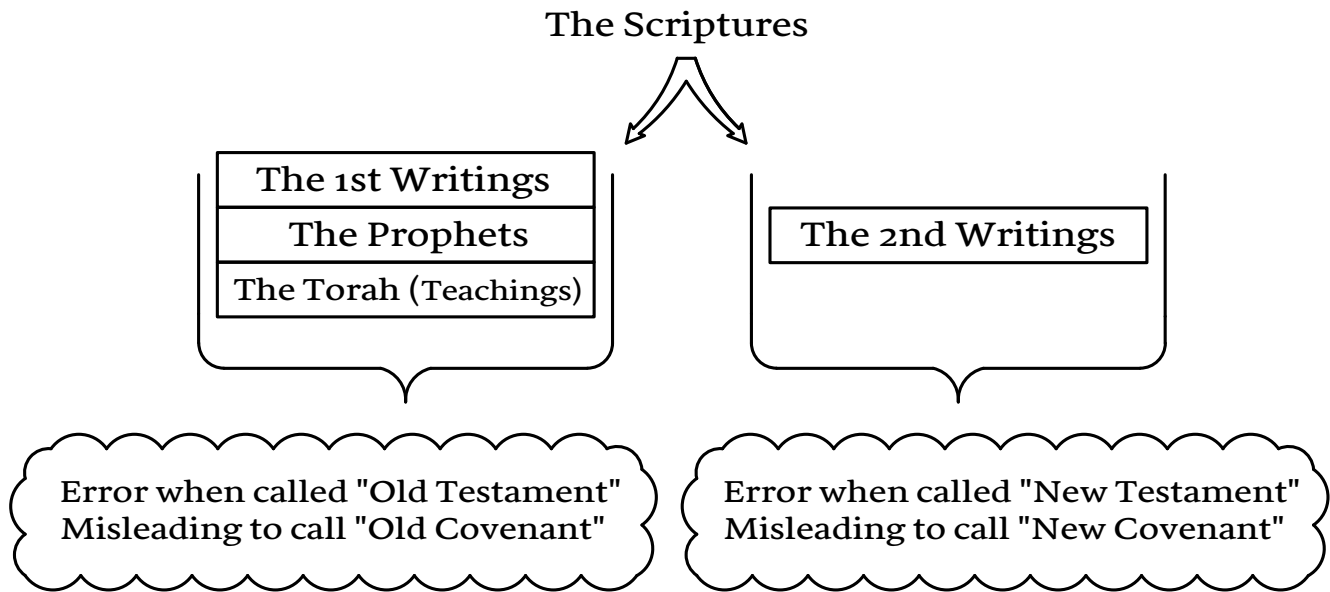 The Scriptures
The 1st Writings
The Prophets
The Torah (Teachings)
The 2nd Writings
Error when called "Old Testament"
Misleading to call "Old Covenant"
Error when called "New Testament"
Misleading to call "New Covenant"